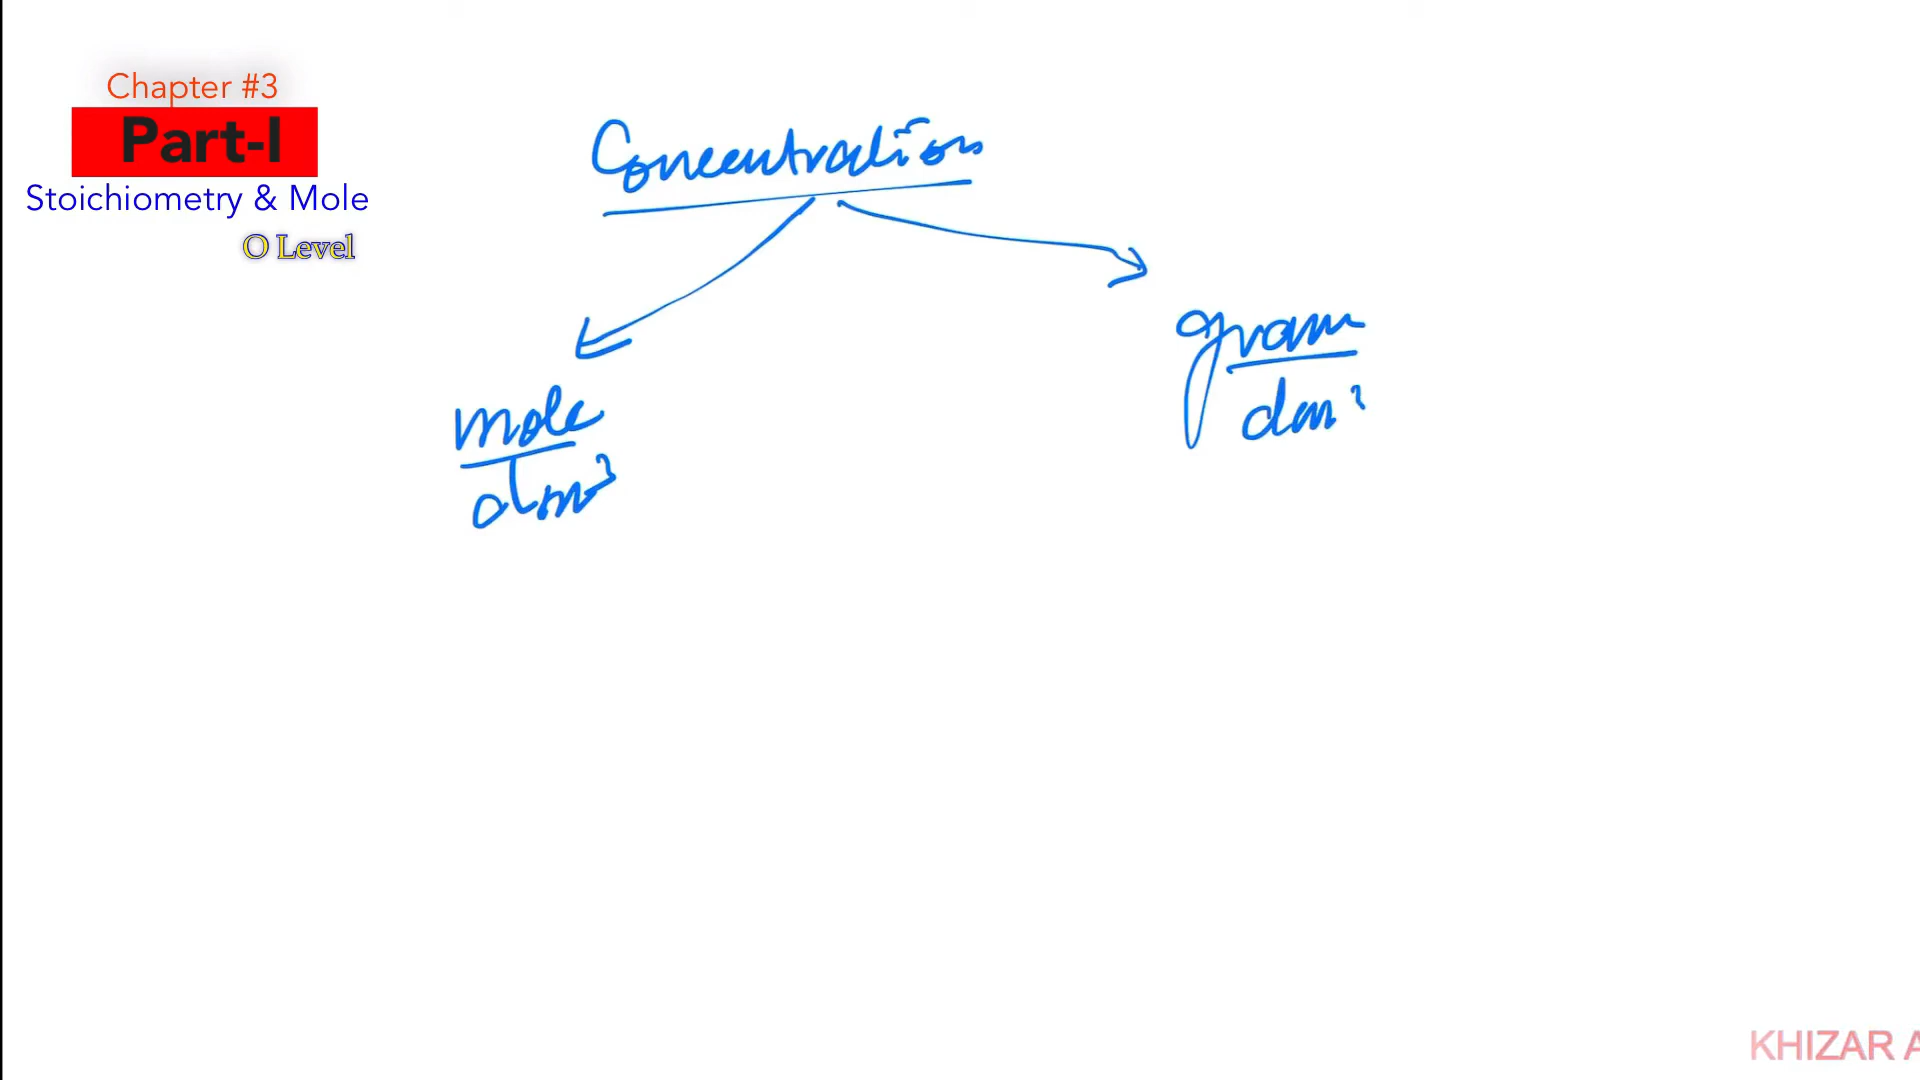 Chapter #3
Part-I
Stoichiometry & Mole
O Level
Concentration
mole
dm³
gram
dm³
KHIZAR A